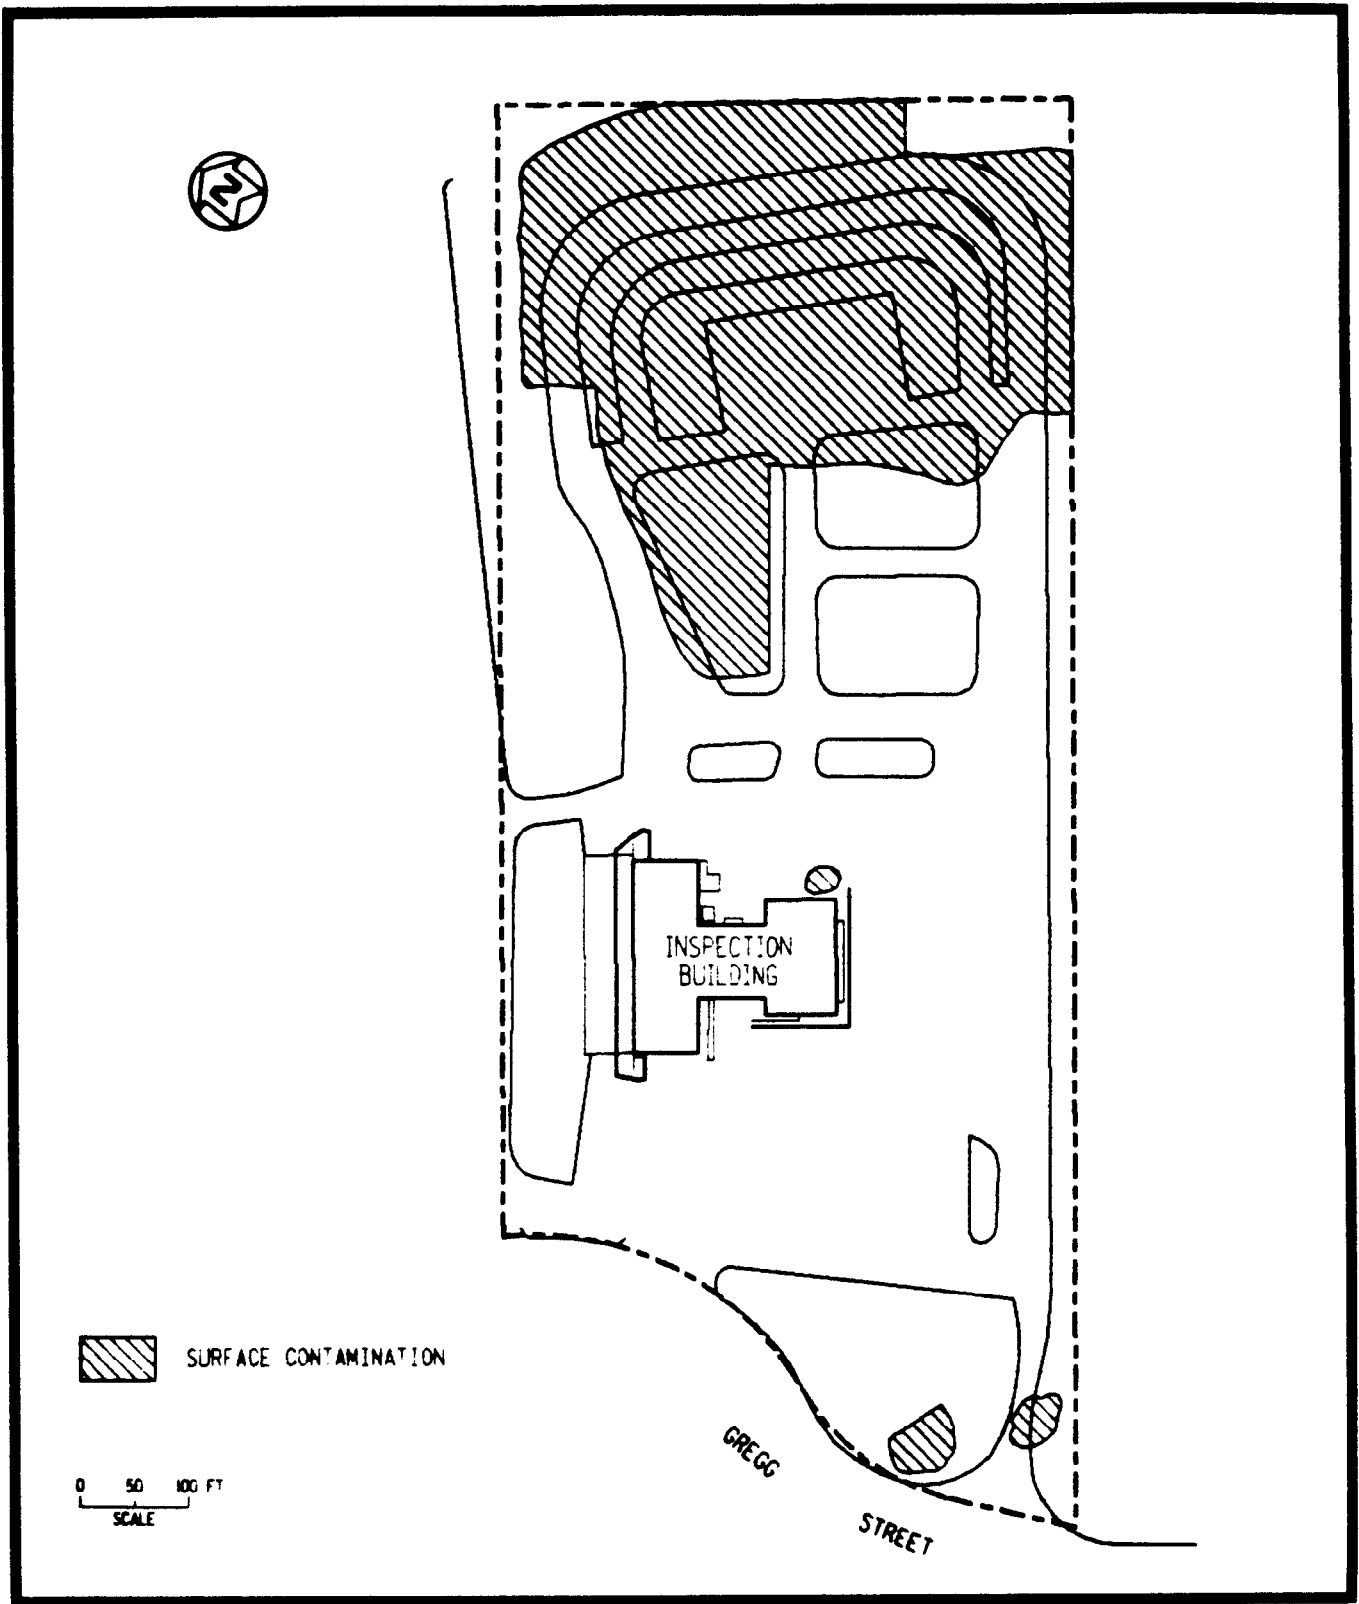 N
INSPECTION
BUILDING
SURFACE CONTAMINATION
GREGG
STREET
0 50 100 FT
SCALE